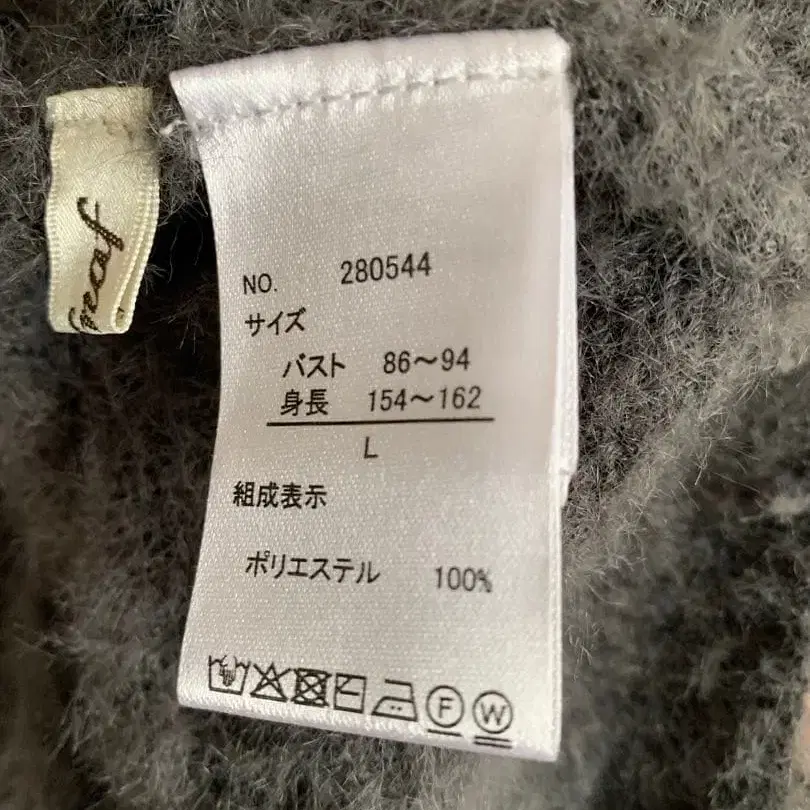 NO. 280544
サイズ
バスト 86～94
身長 154～162
L
組成表示
ポリエステル 100%
F W